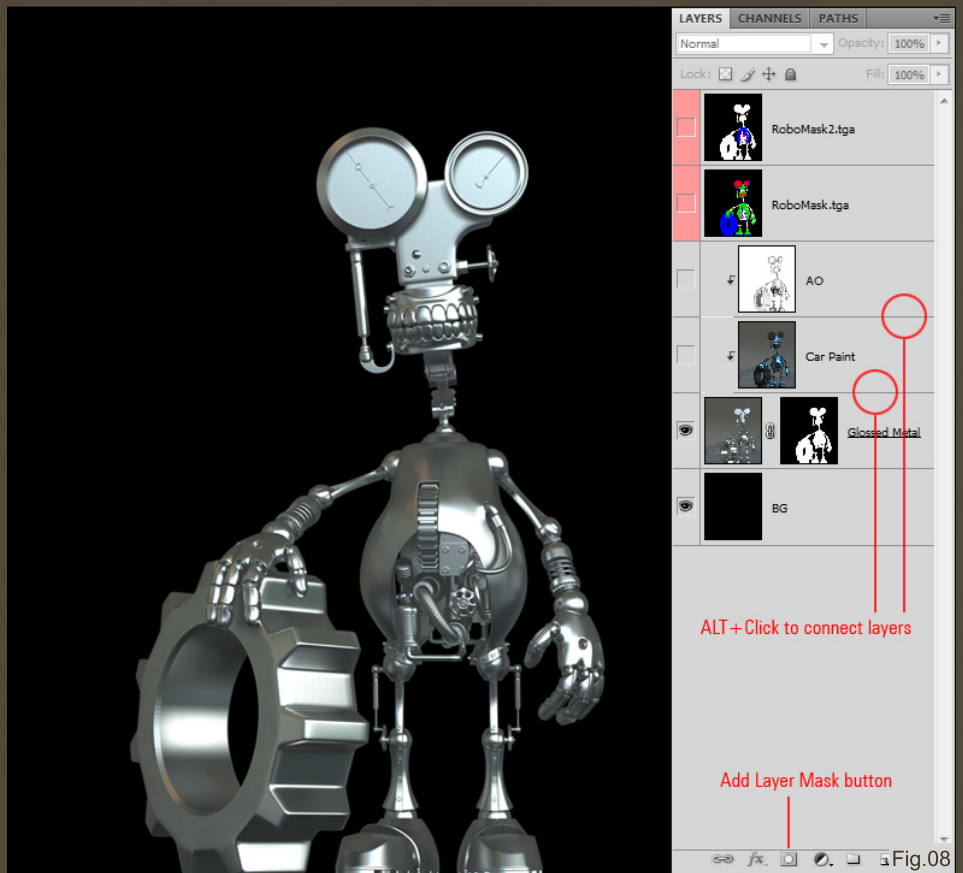 LAYERS CHANNELS PATHS
Normal Opacity: 100%
Lock: Fill: 100%
RoboMask2.tga
RoboMask.tga
AO
Car Paint
Glossed Metal
BG
ALT+Click to connect layers
Add Layer Mask button
fx.
Fig.08